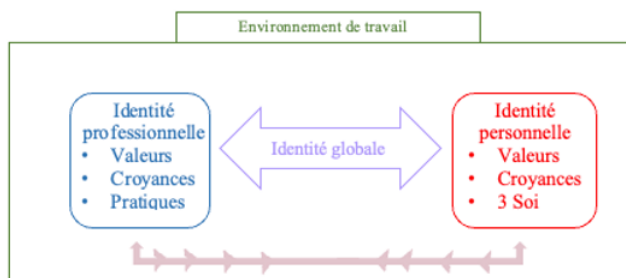 Environnement de travail
Identité
professionnelle
• Valeurs
• Croyances
• Pratiques
Identité globale
Identité
personnelle
• Valeurs
• Croyances
• 3 Soi